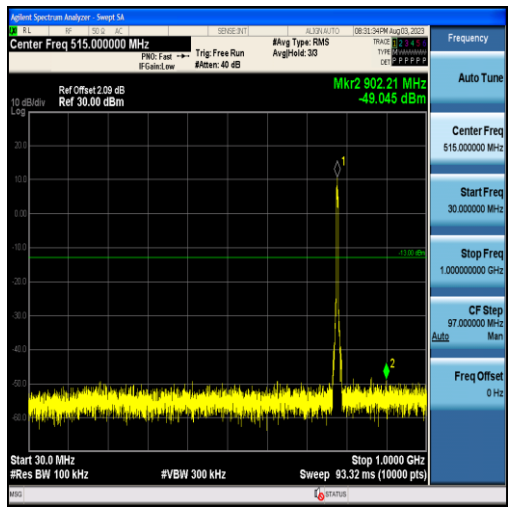 Agilent Spectrum Analyzer - Swept SA
RL RF 50 Ω AC SENSE:INT ALIGN AUTO 08:31:34 PM Aug 03, 2023
Center Freq 515.000000 MHz
PNO: Fast
IFGain:Low
Trig: Free Run
#Atten: 40 dB
#Avg Type: RMS
Avg|Hold: 3/3
TRACE 1 2 3 4 5 6
TYPE
DET P P P P P P
Mkr2 902.21 MHz
-49.045 dBm
Ref Offset 2.09 dB
Ref 30.00 dBm
10 dB/div
Log
20.0
10.0
0.00
-10.0
-20.0
-30.0
-40.0
-50.0
-60.0
1
-13.00 dBm
2
Start 30.0 MHz
Stop 1.0000 GHz
#Res BW 100 kHz
#VBW 300 kHz
Sweep 93.32 ms (10000 pts)
MSG
STATUS
Frequency
Auto Tune
Center Freq
515.000000 MHz
Start Freq
30.000000 MHz
Stop Freq
1.000000000 GHz
CF Step
97.000000 MHz
Auto Man
Freq Offset
0 Hz